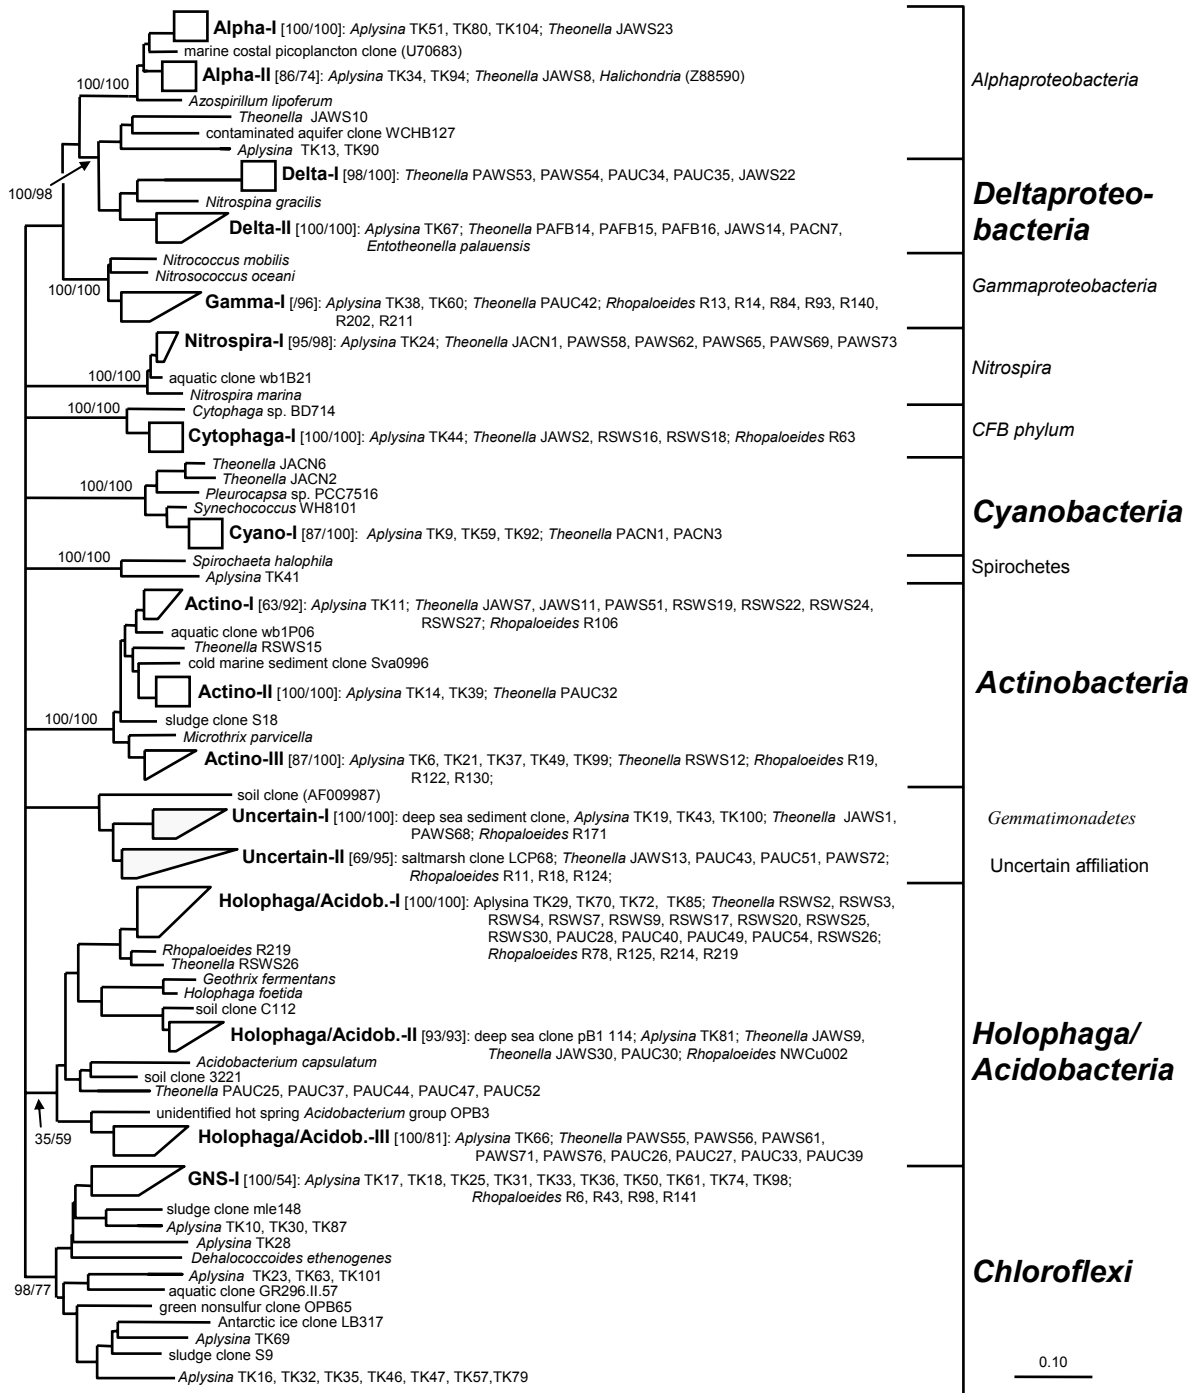 Alpha-I [100/100]: Aplysina TK51, TK80, TK104; Theonella JAWS23
marine costal picoplancton clone (U70683)
Alpha-II [86/74]: Aplysina TK34, TK94; Theonella JAWS8, Halichondria (Z88590)
Alphaproteobacteria
100/100
Azospirillum lipoferum
Theonella JAWS10
contaminated aquifer clone WCHB127
Aplysina TK13, TK90
100/98
Delta-I [98/100]: Theonella PAWS53, PAWS54, PAUC34, PAUC35, JAWS22
Nitrospina gracilis
Deltaproteo-
bacteria
Delta-II [100/100]: Aplysina TK67; Theonella PAFB14, PAFB15, PAFB16, JAWS14, PACN7,
Entotheonella palauensis
Nitrococcus mobilis
Nitrosococcus oceani
100/100
Gammaproteobacteria
Gamma-I [/96]: Aplysina TK38, TK60; Theonella PAUC42; Rhopaloeides R13, R14, R84, R93, R140,
R202, R211
Nitrospira-I [95/98]: Aplysina TK24; Theonella JACN1, PAWS58, PAWS62, PAWS65, PAWS69, PAWS73
Nitrospira
100/100
aquatic clone wb1B21
Nitrospira marina
100/100
Cytophaga sp. BD714
Cytophaga-I [100/100]: Aplysina TK44; Theonella JAWS2, RSWS16, RSWS18; Rhopaloeides R63
CFB phylum
Theonella JACN6
Theonella JACN2
100/100
Pleurocapsa sp. PCC7516
Synechococcus WH8101
Cyanobacteria
Cyano-I [87/100]: Aplysina TK9, TK59, TK92; Theonella PACN1, PACN3
100/100
Spirochaeta halophila
Spirochetes
Aplysina TK41
Actino-I [63/92]: Aplysina TK11; Theonella JAWS7, JAWS11, PAWS51, RSWS19, RSWS22, RSWS24,
RSWS27; Rhopaloeides R106
aquatic clone wb1P06
Theonella RSWS15
cold marine sediment clone Sva0996
Actinobacteria
Actino-II [100/100]: Aplysina TK14, TK39; Theonella PAUC32
100/100
sludge clone S18
Microthrix parvicella
Actino-III [87/100]: Aplysina TK6, TK21, TK37, TK49, TK99; Theonella RSWS12; Rhopaloeides R19,
R122, R130;
soil clone (AF009987)
Uncertain-I [100/100]: deep sea sediment clone, Aplysina TK19, TK43, TK100; Theonella JAWS1,
PAWS68; Rhopaloeides R171
Gemmatimonadetes
Uncertain-II [69/95]: saltmarsh clone LCP68; Theonella JAWS13, PAUC43, PAUC51, PAWS72;
Rhopaloeides R11, R18, R124;
Uncertain affiliation
Holophaga/Acidob.-I [100/100]: Aplysina TK29, TK70, TK72, TK85; Theonella RSWS2, RSWS3,
RSWS4, RSWS7, RSWS9, RSWS17, RSWS20, RSWS25,
RSWS30, PAUC28, PAUC40, PAUC49, PAUC54, RSWS26;
Rhopaloeides R78, R125, R214, R219
Rhopaloeides R219
Theonella RSWS26
Geothrix fermentans
Holophaga foetida
soil clone C112
Holophaga/Acidob.-II [93/93]: deep sea clone pB1 114; Aplysina TK81; Theonella JAWS9,
Theonella JAWS30, PAUC30; Rhopaloeides NWCu002
Holophaga/
Acidobacteria
Acidobacterium capsulatum
soil clone 3221
Theonella PAUC25, PAUC37, PAUC44, PAUC47, PAUC52
35/59
unidentified hot spring Acidobacterium group OPB3
Holophaga/Acidob.-III [100/81]: Aplysina TK66; Theonella PAWS55, PAWS56, PAWS61,
PAWS71, PAWS76, PAUC26, PAUC27, PAUC33, PAUC39
GNS-I [100/54]: Aplysina TK17, TK18, TK25, TK31, TK33, TK36, TK50, TK61, TK74, TK98;
Rhopaloeides R6, R43, R98, R141
sludge clone mle148
Aplysina TK10, TK30, TK87
Aplysina TK28
Dehalococcoides ethenogenes
Chloroflexi
98/77
Aplysina TK23, TK63, TK101
aquatic clone GR296.II.57
green nonsulfur clone OPB65
Antarctic ice clone LB317
Aplysina TK69
sludge clone S9
Aplysina TK16, TK32, TK35, TK46, TK47, TK57,TK79
0.10